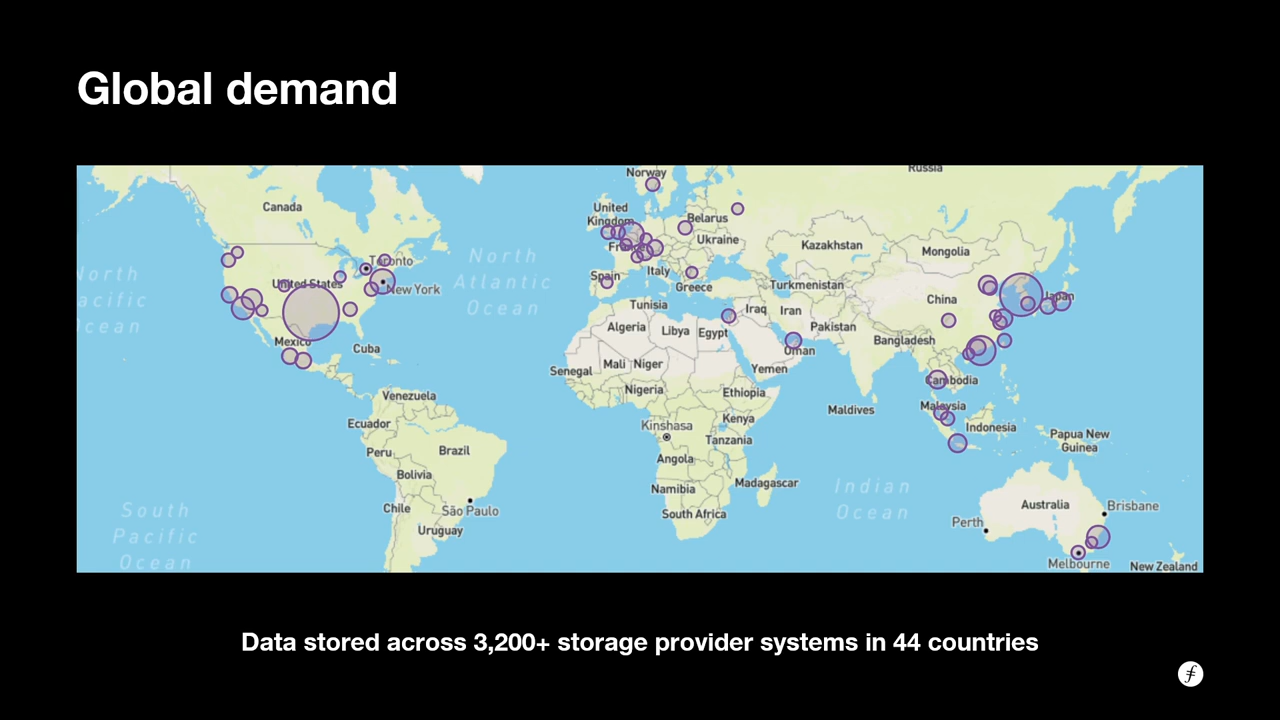 Global demand
Norway
Russia
Canada
United
Kingdom
Belarus
Ukraine
Kazakhstan
Mongolia
Toronto
North
Atlantic
Ocean
France
North
acific
cean
United States
New York
Spain
Italy
Greece
Turkmenistan
China
Japan
Tunisia
Iraq
Iran
Algeria
Libya
Egypt
Pakistan
Mexico
Cuba
Oman
Bangladesh
Senegal
Mali
Niger
Yemen
Cambodia
Venezuela
Nigeria
Ethiopia
Maldives
Malaysia
Ecuador
Kinshasa
Kenya
Indonesia
Papua New
Guinea
Peru
Brazil
Tanzania
Bolivia
Angola
Namibia
Madagascar
Indian
Ocean
Chile
São Paulo
South Africa
Australia
Brisbane
South
Pacific
Ocean
Uruguay
Perth
Melbourne
New Zealand
Data stored across 3,200+ storage provider systems in 44 countries